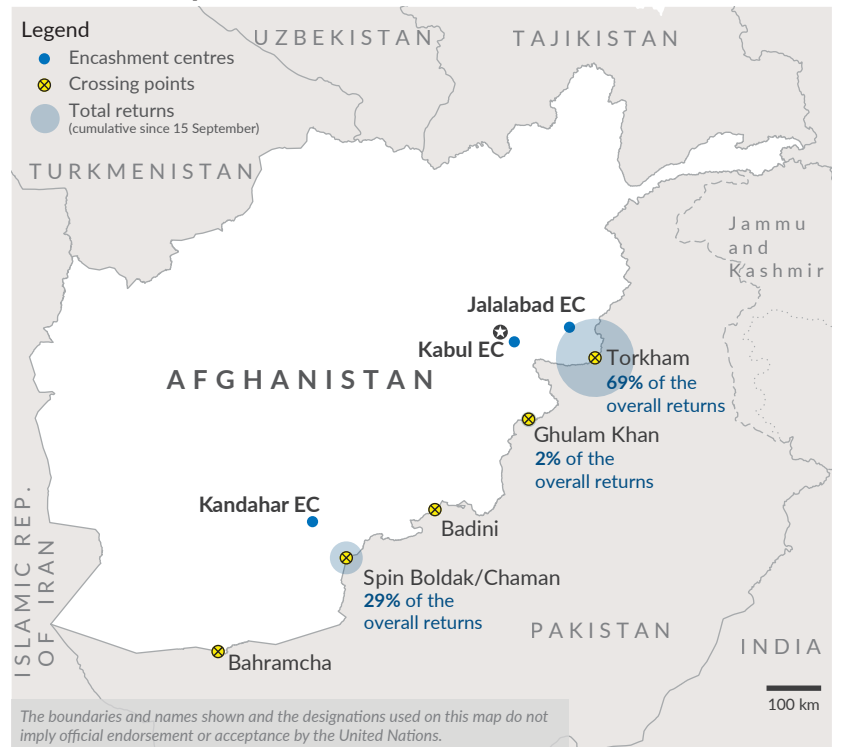 Legend
Encashment centres
Crossing points
Total returns
(cumulative since 15 September)
UZBEKISTAN
TAJIKISTAN
TURKMENISTAN
Jammu
and
Kashmir
Jalalabad EC
Kabul EC
Torkham
69% of the
overall returns
AFGHANISTAN
Ghulam Khan
2% of the
overall returns
Kandahar EC
Badini
ISLAMIC REP.
OF IRAN
Spin Boldak/Chaman
29% of the
overall returns
PAKISTAN
INDIA
Bahramcha
100 km
The boundaries and names shown and the designations used on this map do not
imply official endorsement or acceptance by the United Nations.